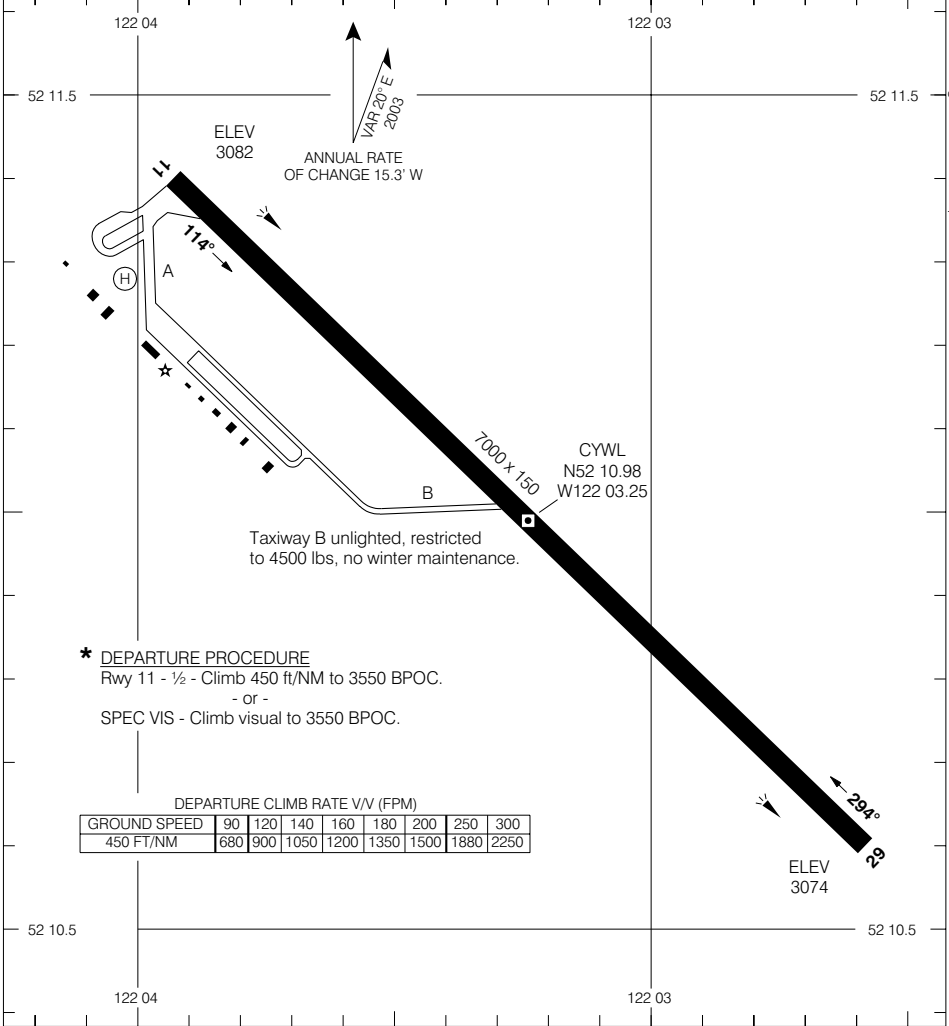 122 04
122 03
52 11.5
52 11.5
VAR 20° E
2003
ELEV
3082
ANNUAL RATE
OF CHANGE 15.3' W
11
114°
A
H
7000 x 150
CYWL
N52 10.98
W122 03.25
B
Taxiway B unlighted, restricted
to 4500 lbs, no winter maintenance.
* DEPARTURE PROCEDURE
Rwy 11 - ½ - Climb 450 ft/NM to 3550 BPOC.
- or -
SPEC VIS - Climb visual to 3550 BPOC.
DEPARTURE CLIMB RATE V/V (FPM)
GROUND SPEED 90 120 140 160 180 200 250 300
450 FT/NM 680 900 1050 1200 1350 1500 1880 2250
294°
29
ELEV
3074
52 10.5
52 10.5
122 04
122 03